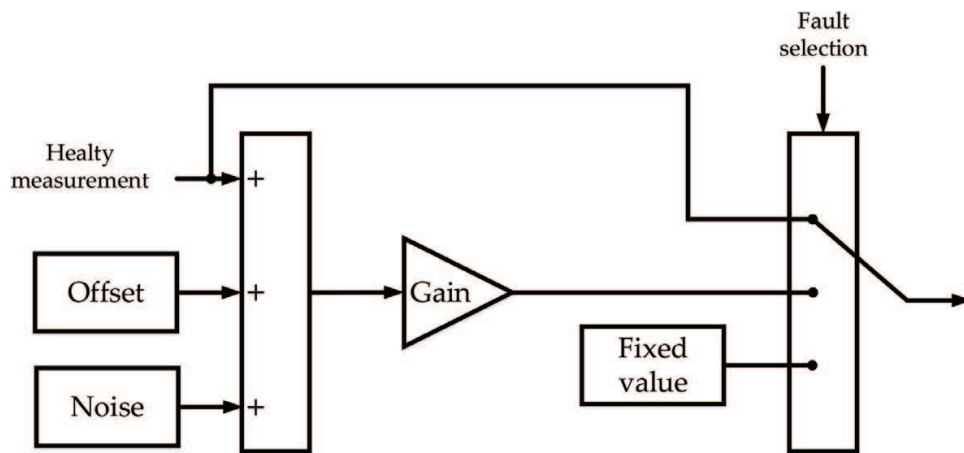 Fault
selection
Healty
measurement
+
Offset
+
Gain
Fixed
value
Noise
+